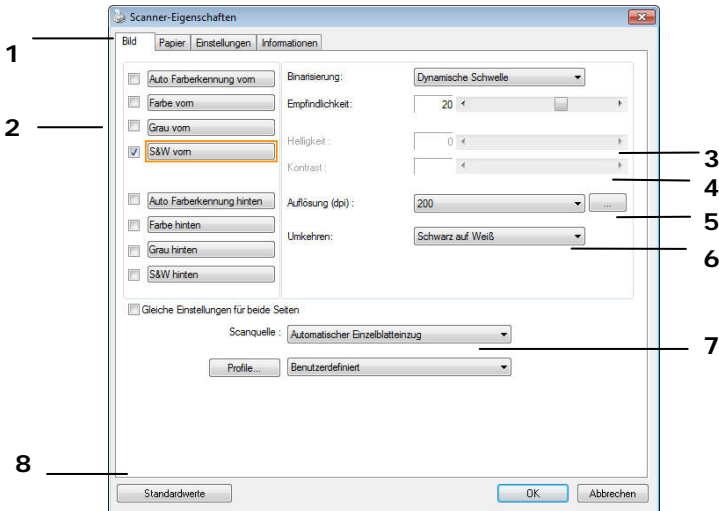 Scanner-Eigenschaften
Bild Papier Einstellungen Informationen
1
Auto Farberkennung vorn
Binarisierung: Dynamische Schwelle
Farbe vorn
Empfindlichkeit: 20
2
Grau vorn
Helligkeit : 0
S&W vorn
3
Kontrast :
4
Auto Farberkennung hinten
Auflösung (dpi) : 200 ...
5
Farbe hinten
Umkehren: Schwarz auf Weiß
6
Grau hinten
S&W hinten
Gleiche Einstellungen für beide Seiten
Scanquelle : Automatischer Einzelblatteinzug
7
Profile... Benutzerdefiniert
8
Standardwerte OK Abbrechen